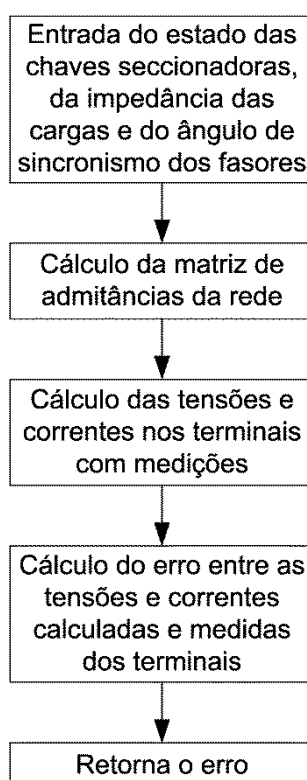 Entrada do estado das
chaves seccionadoras,
da impedância das
cargas e do ângulo de
sincronismo dos fasores
Cálculo da matriz de
admitâncias da rede
Cálculo das tensões e
correntes nos terminais
com medições
Cálculo do erro entre as
tensões e correntes
calculadas e medidas
dos terminais
Retorna o erro